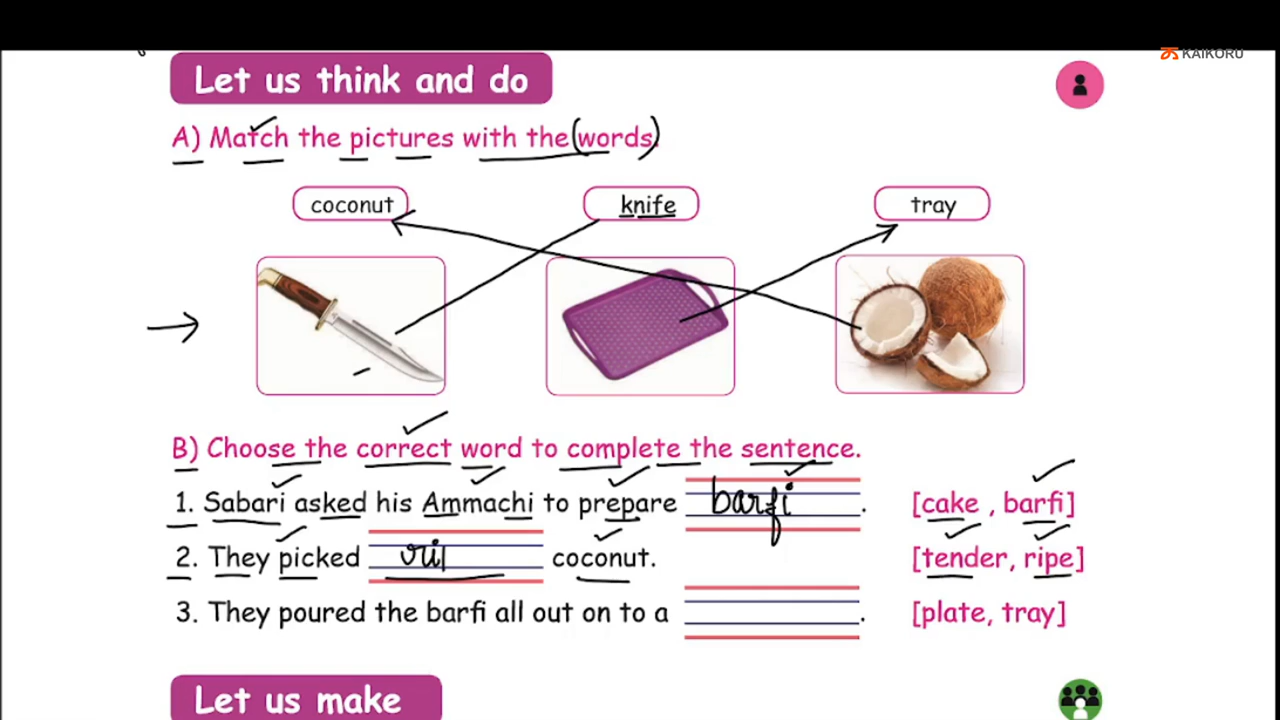 KAIKORU
Let us think and do
A) Match the pictures with the (words)
coconut knife tray
B) Choose the correct word to complete the sentence.
1. Sabari asked his Ammachi to prepare barfi . [cake , barfi]
2. They picked ri coconut. [tender, ripe]
3. They poured the barfi all out on to a . [plate, tray]
Let us make